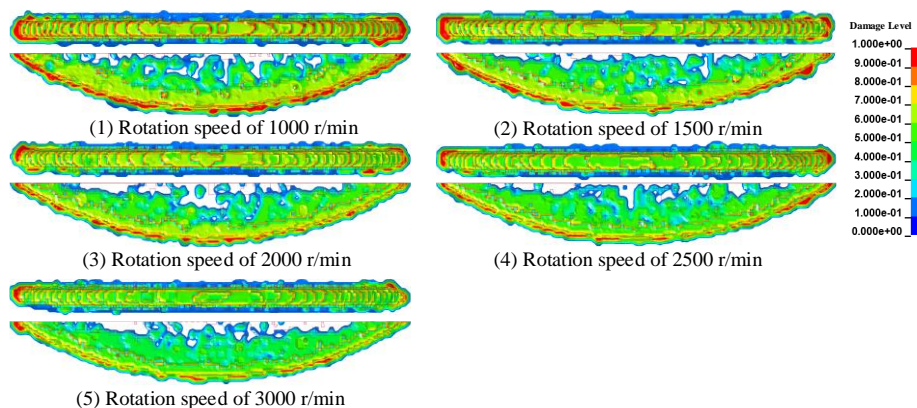 Damage Level
1.000e+00
9.000e-01
8.000e-01
7.000e-01
6.000e-01
5.000e-01
4.000e-01
3.000e-01
2.000e-01
1.000e-01
0.000e+00
(1) Rotation speed of 1000 r/min
(2) Rotation speed of 1500 r/min
(3) Rotation speed of 2000 r/min
(4) Rotation speed of 2500 r/min
(5) Rotation speed of 3000 r/min